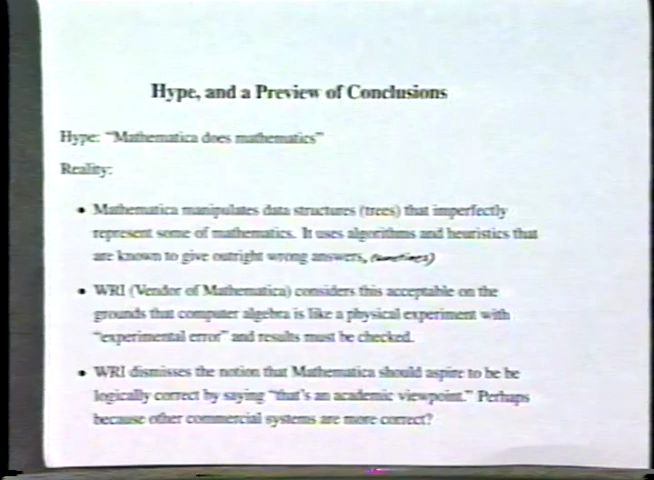 Hype, and a Preview of Conclusions
Hype: "Mathematica does mathematics"
Reality:
• Mathematica manipulates data structures (trees) that imperfectly
represent some of mathematics. It uses algorithms and heuristics that
are known to give outright wrong answers, (sometimes)
• WRI (Vendor of Mathematica) considers this acceptable on the
grounds that computer algebra is like a physical experiment with
"experimental error" and results must be checked.
• WRI dismisses the notion that Mathematica should aspire to be be
logically correct by saying "that's an academic viewpoint." Perhaps
because other commercial systems are more correct?